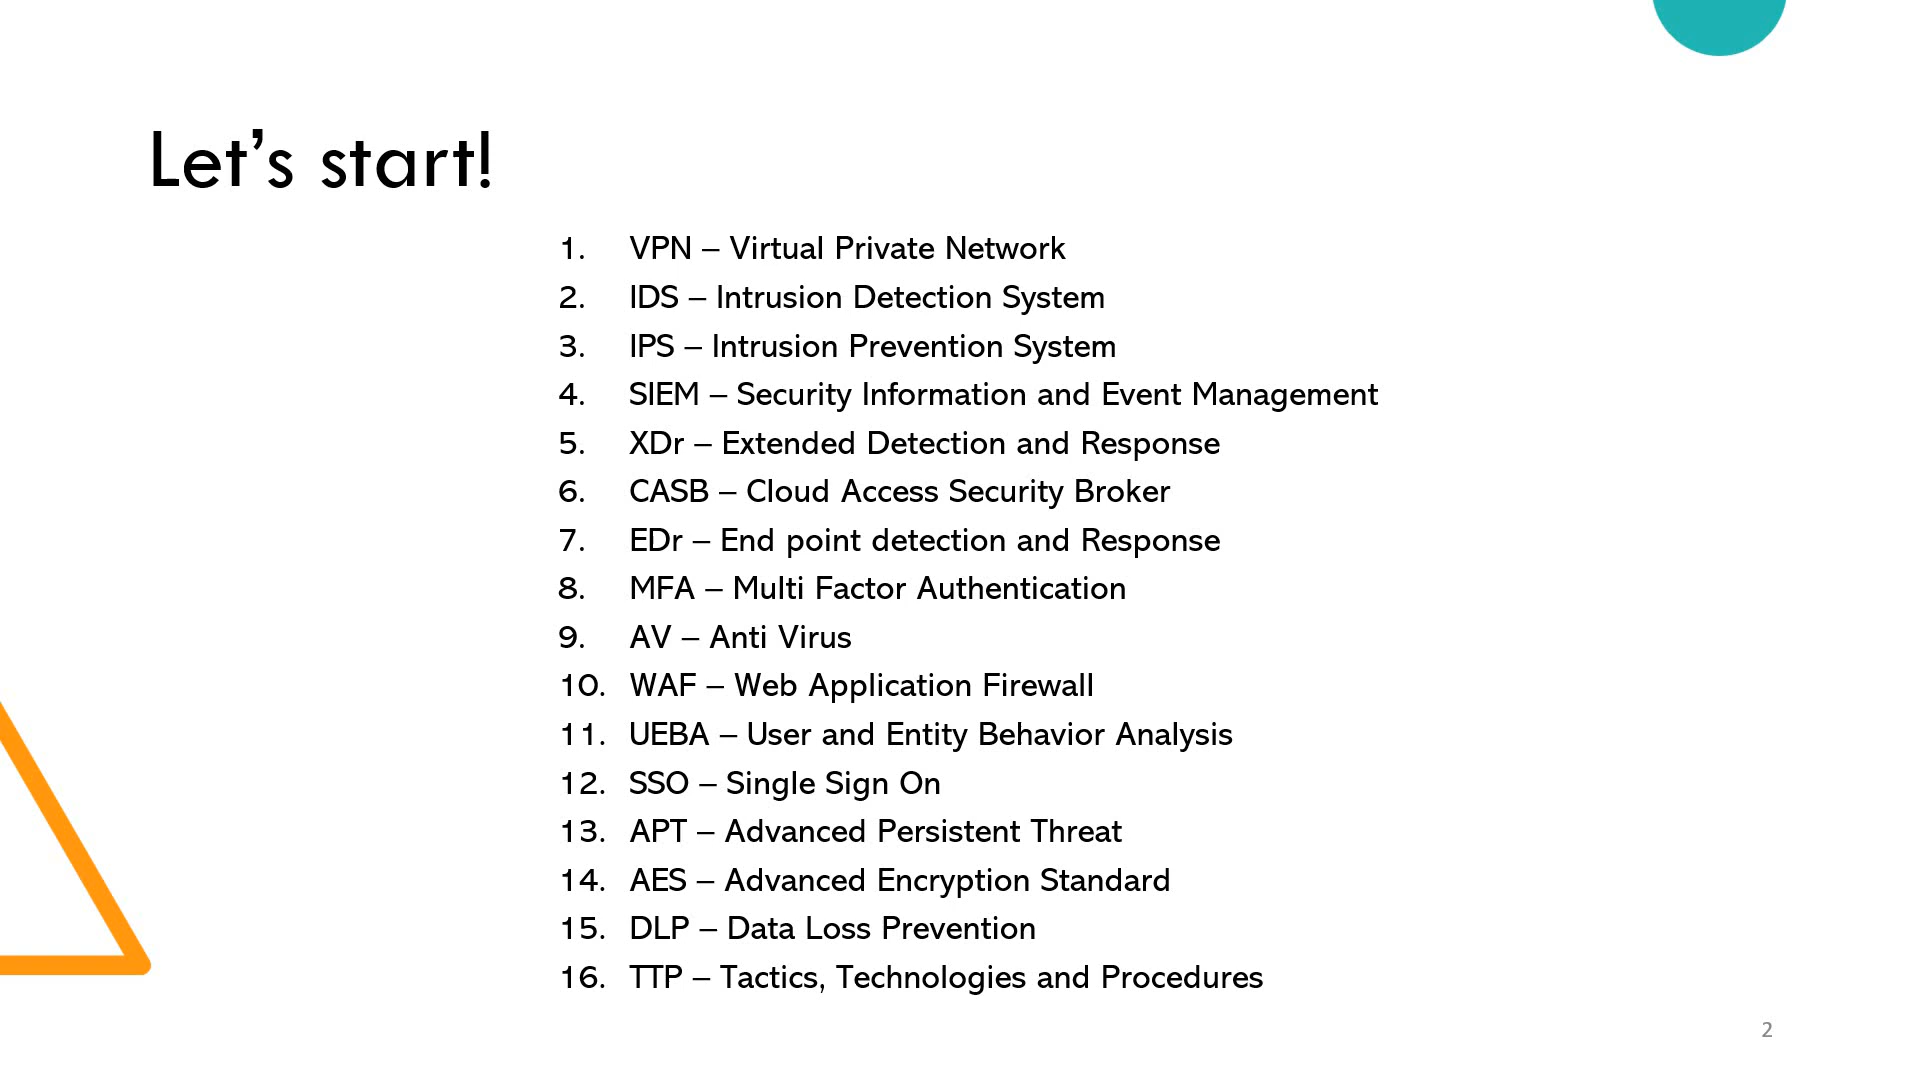 Let’s start!
1. VPN – Virtual Private Network
2. IDS – Intrusion Detection System
3. IPS – Intrusion Prevention System
4. SIEM – Security Information and Event Management
5. XDr – Extended Detection and Response
6. CASB – Cloud Access Security Broker
7. EDr – End point detection and Response
8. MFA – Multi Factor Authentication
9. AV – Anti Virus
10. WAF – Web Application Firewall
11. UEBA – User and Entity Behavior Analysis
12. SSO – Single Sign On
13. APT – Advanced Persistent Threat
14. AES – Advanced Encryption Standard
15. DLP – Data Loss Prevention
16. TTP – Tactics, Technologies and Procedures
2